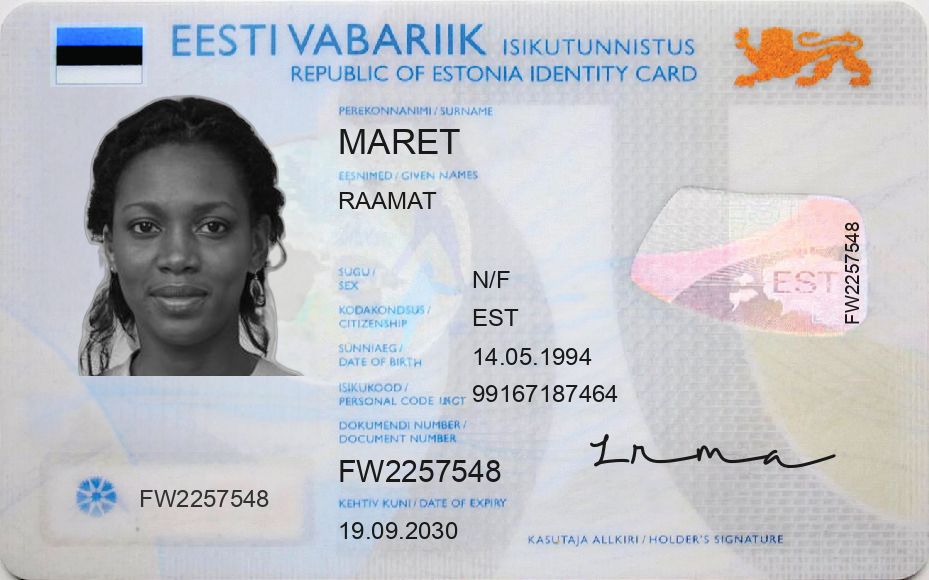 EESTI VABARIIK ISIKUTUNNISTUS
REPUBLIC OF ESTONIA IDENTITY CARD
PEREKONNANIMI / SURNAME
MARET
EESNIMED / GIVEN NAMES
RAAMAT
SUGU / SEX
N/F
KODAKONDSUS / CITIZENSHIP
EST
SÜNNIAEG / DATE OF BIRTH
14.05.1994
ISIKUKOOD / PERSONAL CODE
99167187464
DOKUMENDI NUMBER / DOCUMENT NUMBER
FW2257548
KEHTIV KUNI / DATE OF EXPIRY
19.09.2030
FW2257548
EST
FW2257548
Irma
KASUTAJA ALLKIRI / HOLDER'S SIGNATURE